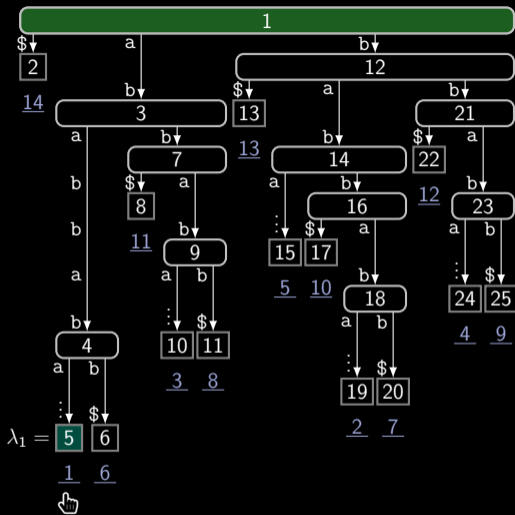 1
$ a b
2 b 12
14 3 $ a b
a b 13 b 21
7 13 14 $ a
b $ a a b 22 b
8 16 12 23
b 11 b ⋮ $ a a b
9 15 17 ⋮ $
a a b 5 10 b 24 25
b ⋮ $ 18 4 9
4 10 11 a b
a b 3 8 ⋮ $
⋮ $ 19 20
λ₁ = 5 6 2 7
1 6